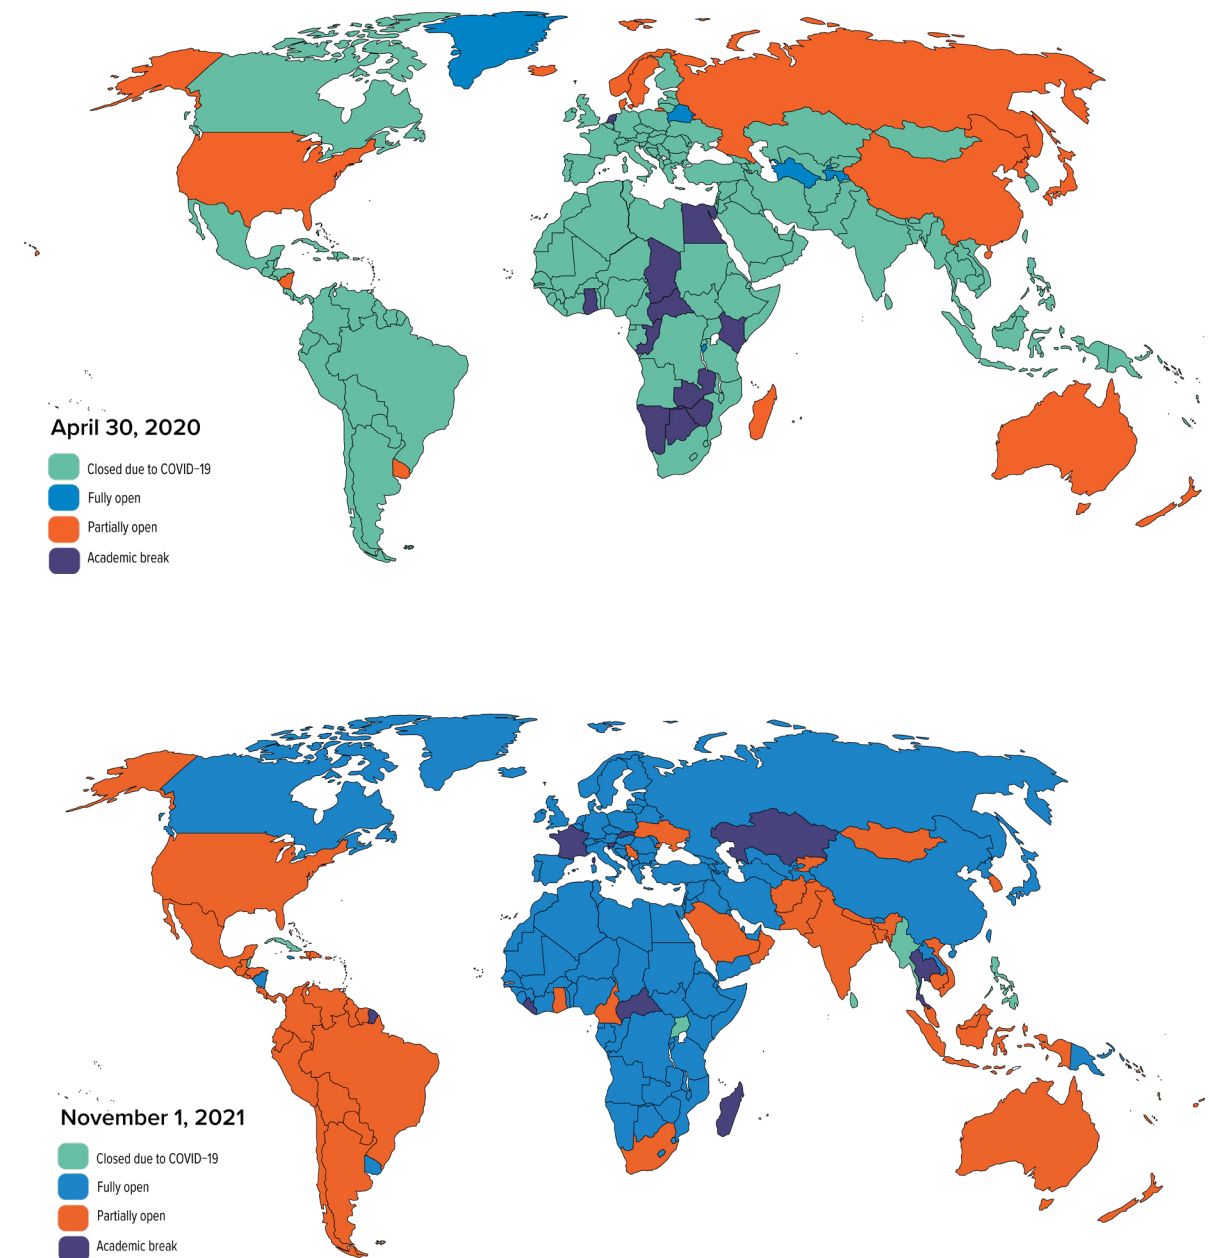 April 30, 2020
Closed due to COVID-19
Fully open
Partially open
Academic break
November 1, 2021
Closed due to COVID-19
Fully open
Partially open
Academic break